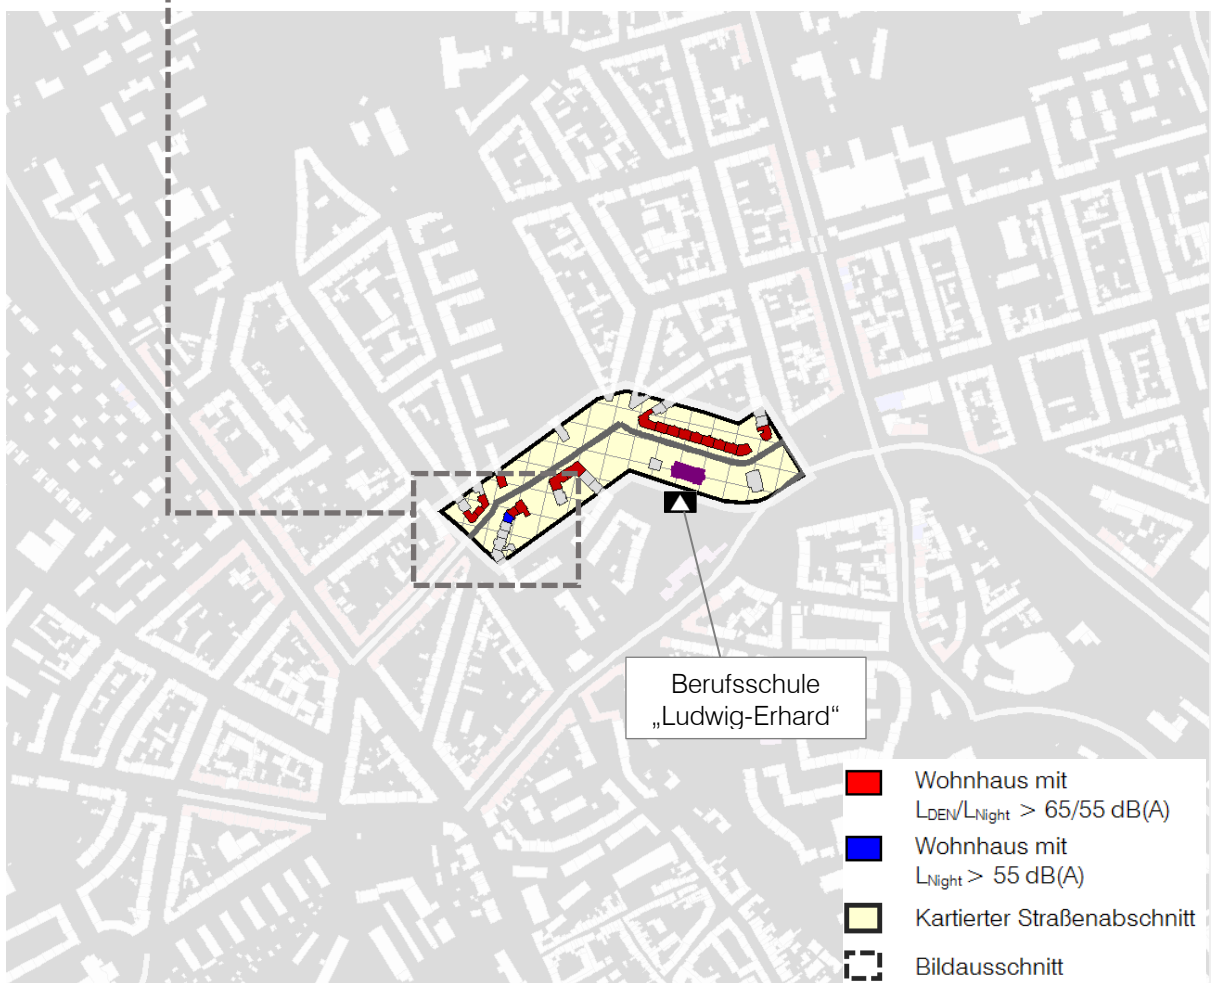 Berufsschule
„Ludwig-Erhard“
Wohnhaus mit
LDEN/LNight > 65/55 dB(A)
Wohnhaus mit
LNight > 55 dB(A)
Kartierter Straßenabschnitt
Bildausschnitt